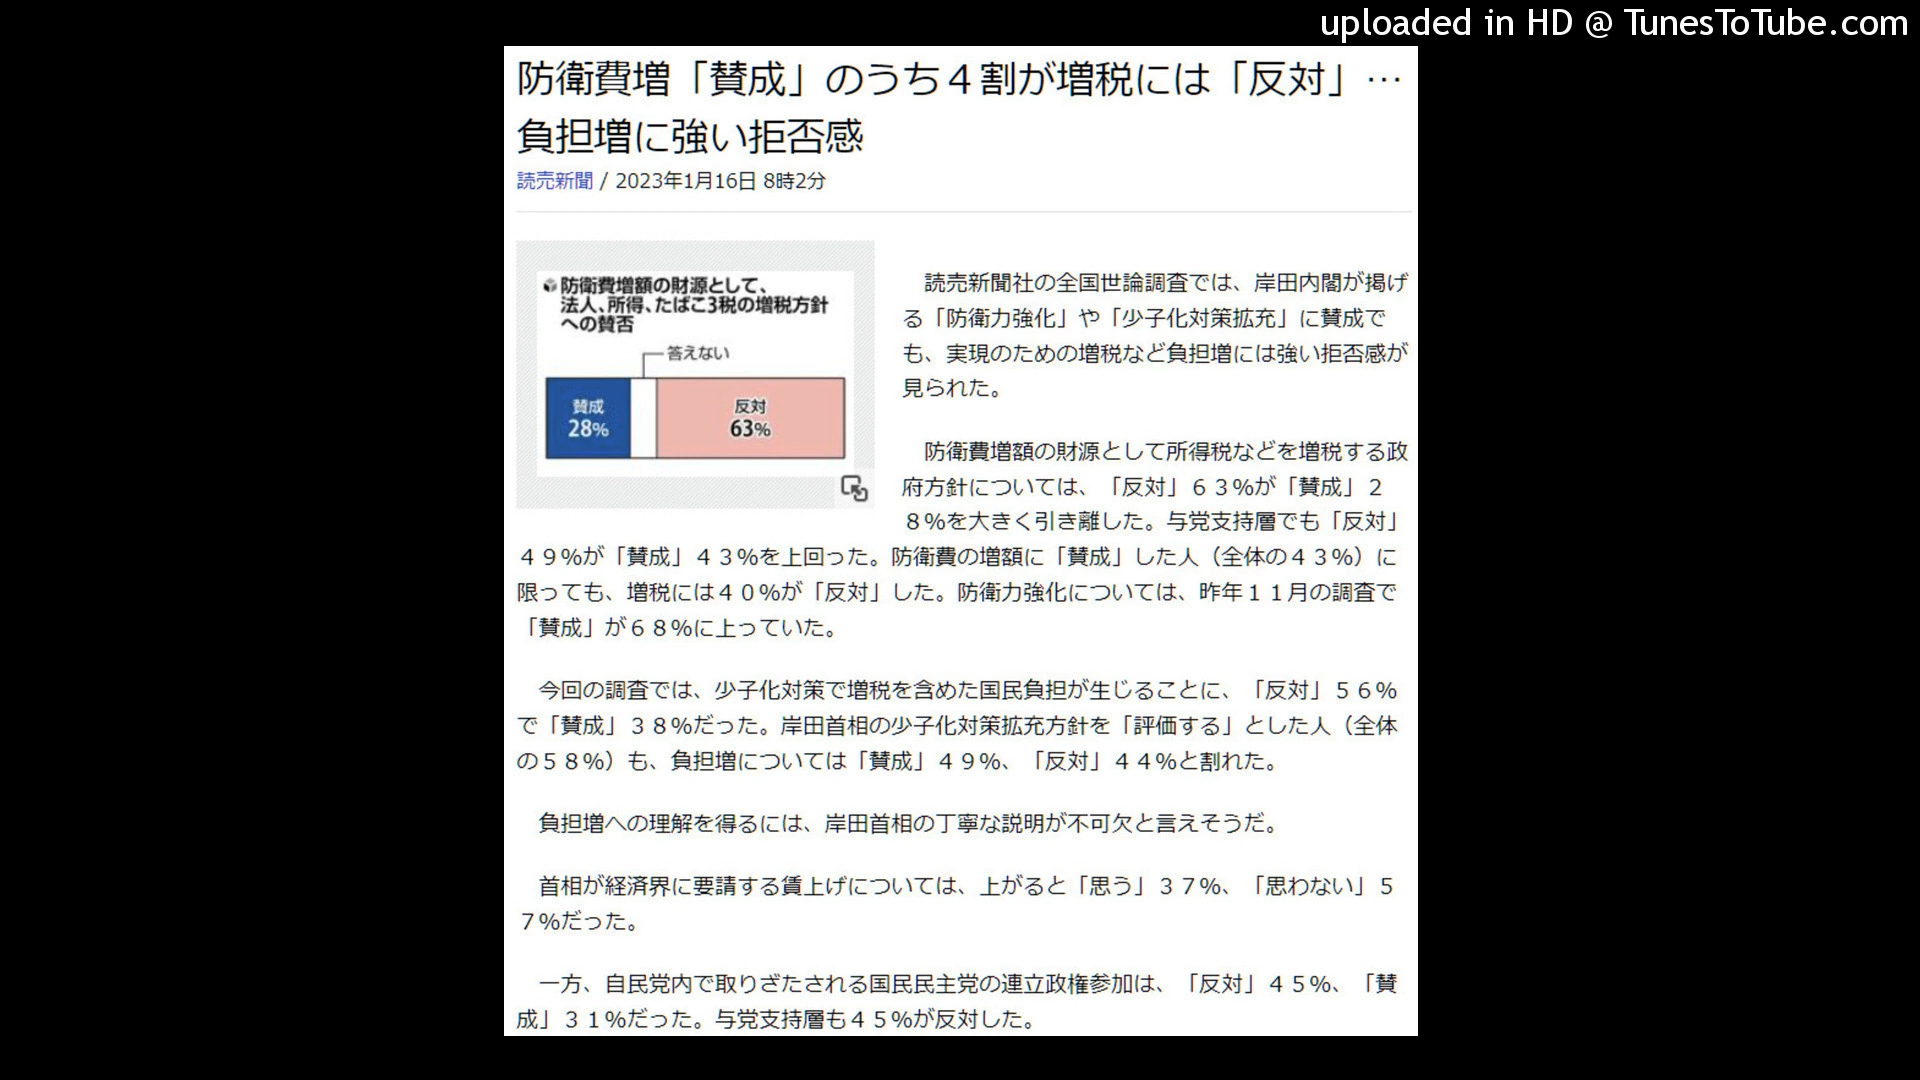 uploaded in HD @ TunesToTube.com
防衛費増「賛成」のうち４割が増税には「反対」…
負担増に強い拒否感
読売新聞 / 2023年1月16日 8時2分
防衛費増額の財源として、
法人、所得、たばこ3税の増税方針
への賛否
答えない
賛成
28%
反対
63%
読売新聞社の全国世論調査では、岸田内閣が掲げ
る「防衛力強化」や「少子化対策拡充」に賛成で
も、実現のための増税など負担増には強い拒否感が
見られた。
防衛費増額の財源として所得税などを増税する政
府方針については、「反対」６３％が「賛成」２
８％を大きく引き離した。与党支持層でも「反対」
４９％が「賛成」４３％を上回った。防衛費の増額に「賛成」した人（全体の４３％）に
限っても、増税には４０％が「反対」した。防衛力強化については、昨年１１月の調査で
「賛成」が６８％に上っていた。
今回の調査では、少子化対策で増税を含めた国民負担が生じることに、「反対」５６％
で「賛成」３８％だった。岸田首相の少子化対策拡充方針を「評価する」とした人（全体
の５８％）も、負担増については「賛成」４９％、「反対」４４％と割れた。
負担増への理解を得るには、岸田首相の丁寧な説明が不可欠と言えそうだ。
首相が経済界に要請する賃上げについては、上がると「思う」３７％、「思わない」５
７％だった。
一方、自民党内で取りざたされる国民民主党の連立政権参加は、「反対」４５％、「賛
成」３１％だった。与党支持層も４５％が反対した。